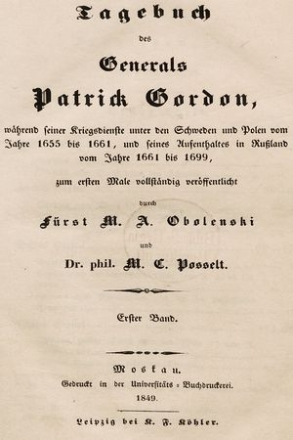 Tagebuch
des
Generals
Patrick Gordon,
während seiner Kriegsdienste unter den Schweden und Polen vom
Jahre 1655 bis 1661, und seines Aufenthaltes in Rußland
vom Jahre 1661 bis 1699,
zum ersten Male vollständig veröffentlicht
durch
Fürst M. A. Obolenski
und
Dr. phil. M. C. Posselt.
Erster Band.
Moskau.
Gedruckt in der Universitäts-Buchdruckerei.
1849.
Leipzig bei K. F. Köhler.